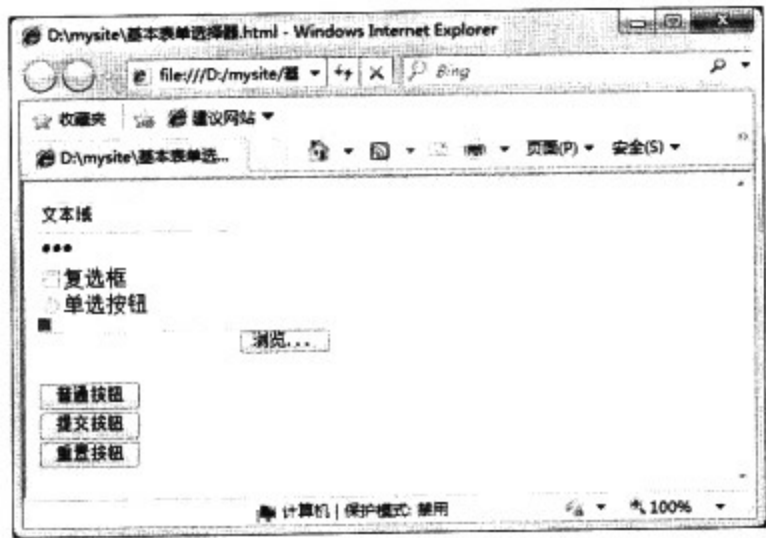 D:\mysite\基本表单选择器.html - Windows Internet Explorer
file:///D:/mysite/基 Bing
收藏夹 建议网站
D:\mysite\基本表单选... 页面(P) 安全(S)
文本域
•••
复选框
单选按钮
浏览...
普通按钮
提交按钮
重置按钮
计算机 | 保护模式: 禁用 100%